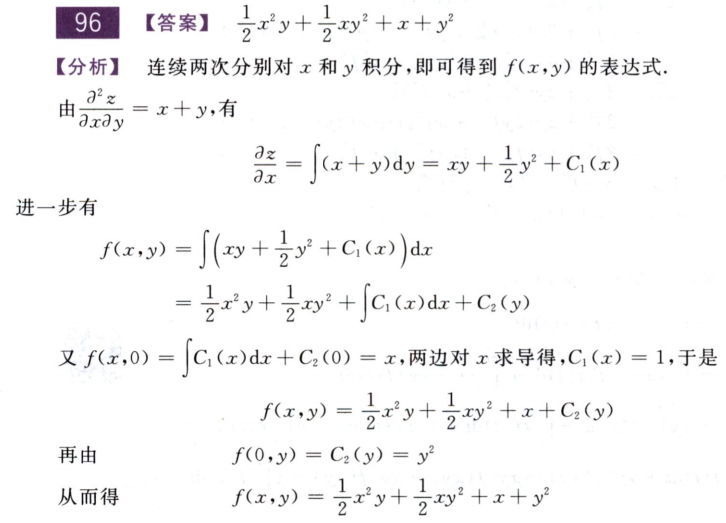 96 【答案】 $\frac{1}{2}x^2y+\frac{1}{2}xy^2+x+y^2$
【分析】 连续两次分别对 x 和 y 积分,即可得到 f(x,y) 的表达式.
由$\frac{\partial^2 z}{\partial x\partial y}=x+y$,有
$\frac{\partial z}{\partial x}=\int(x+y)\mathrm{d}y=xy+\frac{1}{2}y^2+C_1(x)$
进一步有
$f(x,y)=\int\left(xy+\frac{1}{2}y^2+C_1(x)\right)\mathrm{d}x$
$=\frac{1}{2}x^2y+\frac{1}{2}xy^2+\int C_1(x)\mathrm{d}x+C_2(y)$
又 $f(x,0)=\int C_1(x)\mathrm{d}x+C_2(0)=x$,两边对 x 求导得,$C_1(x)=1$,于是
$f(x,y)=\frac{1}{2}x^2y+\frac{1}{2}xy^2+x+C_2(y)$
再由 $f(0,y)=C_2(y)=y^2$
从而得 $f(x,y)=\frac{1}{2}x^2y+\frac{1}{2}xy^2+x+y^2$